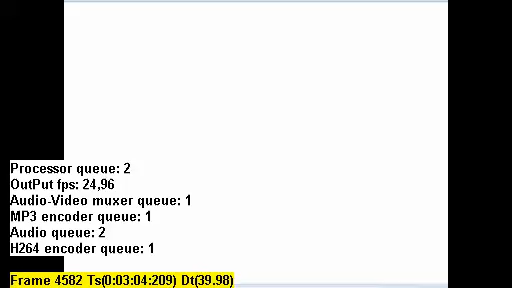 Processor queue: 2
OutPut fps: 24,96
Audio-Video muxer queue: 1
MP3 encoder queue: 1
Audio queue: 2
H264 encoder queue: 1
Frame 4582 Ts(0:03:04:209) Dt(39.98)